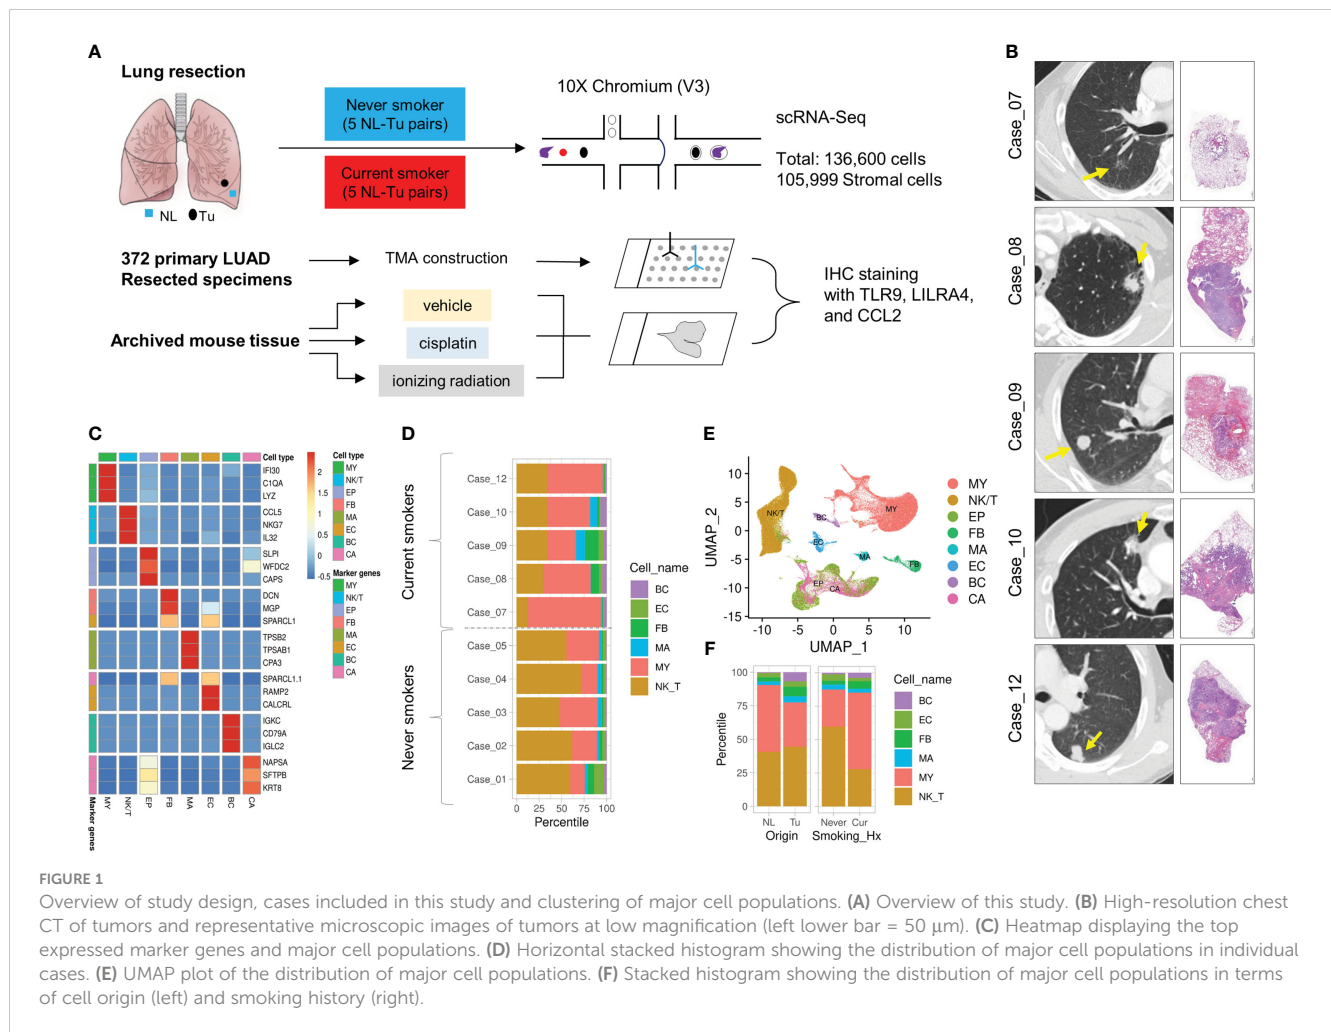 A
Lung resection
NL
Tu
Never smoker
(5 NL-Tu pairs)
Current smoker
(5 NL-Tu pairs)
10X Chromium (V3)
scRNA-Seq
Total: 136,600 cells
105,999 Stromal cells
372 primary LUAD
Resected specimens
TMA construction
Archived mouse tissue
vehicle
cisplatin
ionizing radiation
IHC staining
with TLR9, LILRA4,
and CCL2
B
Case_07
Case_08
Case_09
Case_10
Case_12
C
Cell type
IFI30
C1QA
LYZ
CCL5
NKG7
IL32
SLPI
WFDC2
CAPS
DCN
MGP
SPARCL1
TPSB2
TPSAB1
CPA3
SPARCL1.1
RAMP2
CALCRL
IGKC
CD79A
IGLC2
NAPSA
SFTPB
KRT8
Marker genes
MY
NK/T
EP
FB
MA
EC
BC
CA
2
1.5
1
0.5
0
-0.5
Cell type
MY
NK/T
EP
FB
MA
EC
BC
CA
Marker genes
MY
NK/T
EP
FB
MA
EC
BC
CA
D
Current smokers
Never smokers
Case_12
Case_10
Case_09
Case_08
Case_07
Case_05
Case_04
Case_03
Case_02
Case_01
0 25 50 75 100
Percentile
Cell_name
BC
EC
FB
MA
MY
NK_T
E
UMAP_2
10
5
0
-5
-10
-15
NK/T
MY
BC
EC
MA
FB
EP
CA
-10 -5 0 5 10
UMAP_1
MY
NK/T
EP
FB
MA
EC
BC
CA
F
Percentile
100
75
50
25
0
NL Tu
Origin
Never Cur
Smoking_Hx
Cell_name
BC
EC
FB
MA
MY
NK_T
FIGURE 1
Overview of study design, cases included in this study and clustering of major cell populations. (A) Overview of this study. (B) High-resolution chest
CT of tumors and representative microscopic images of tumors at low magnification (left lower bar = 50 μm). (C) Heatmap displaying the top
expressed marker genes and major cell populations. (D) Horizontal stacked histogram showing the distribution of major cell populations in individual
cases. (E) UMAP plot of the distribution of major cell populations. (F) Stacked histogram showing the distribution of major cell populations in terms
of cell origin (left) and smoking history (right).